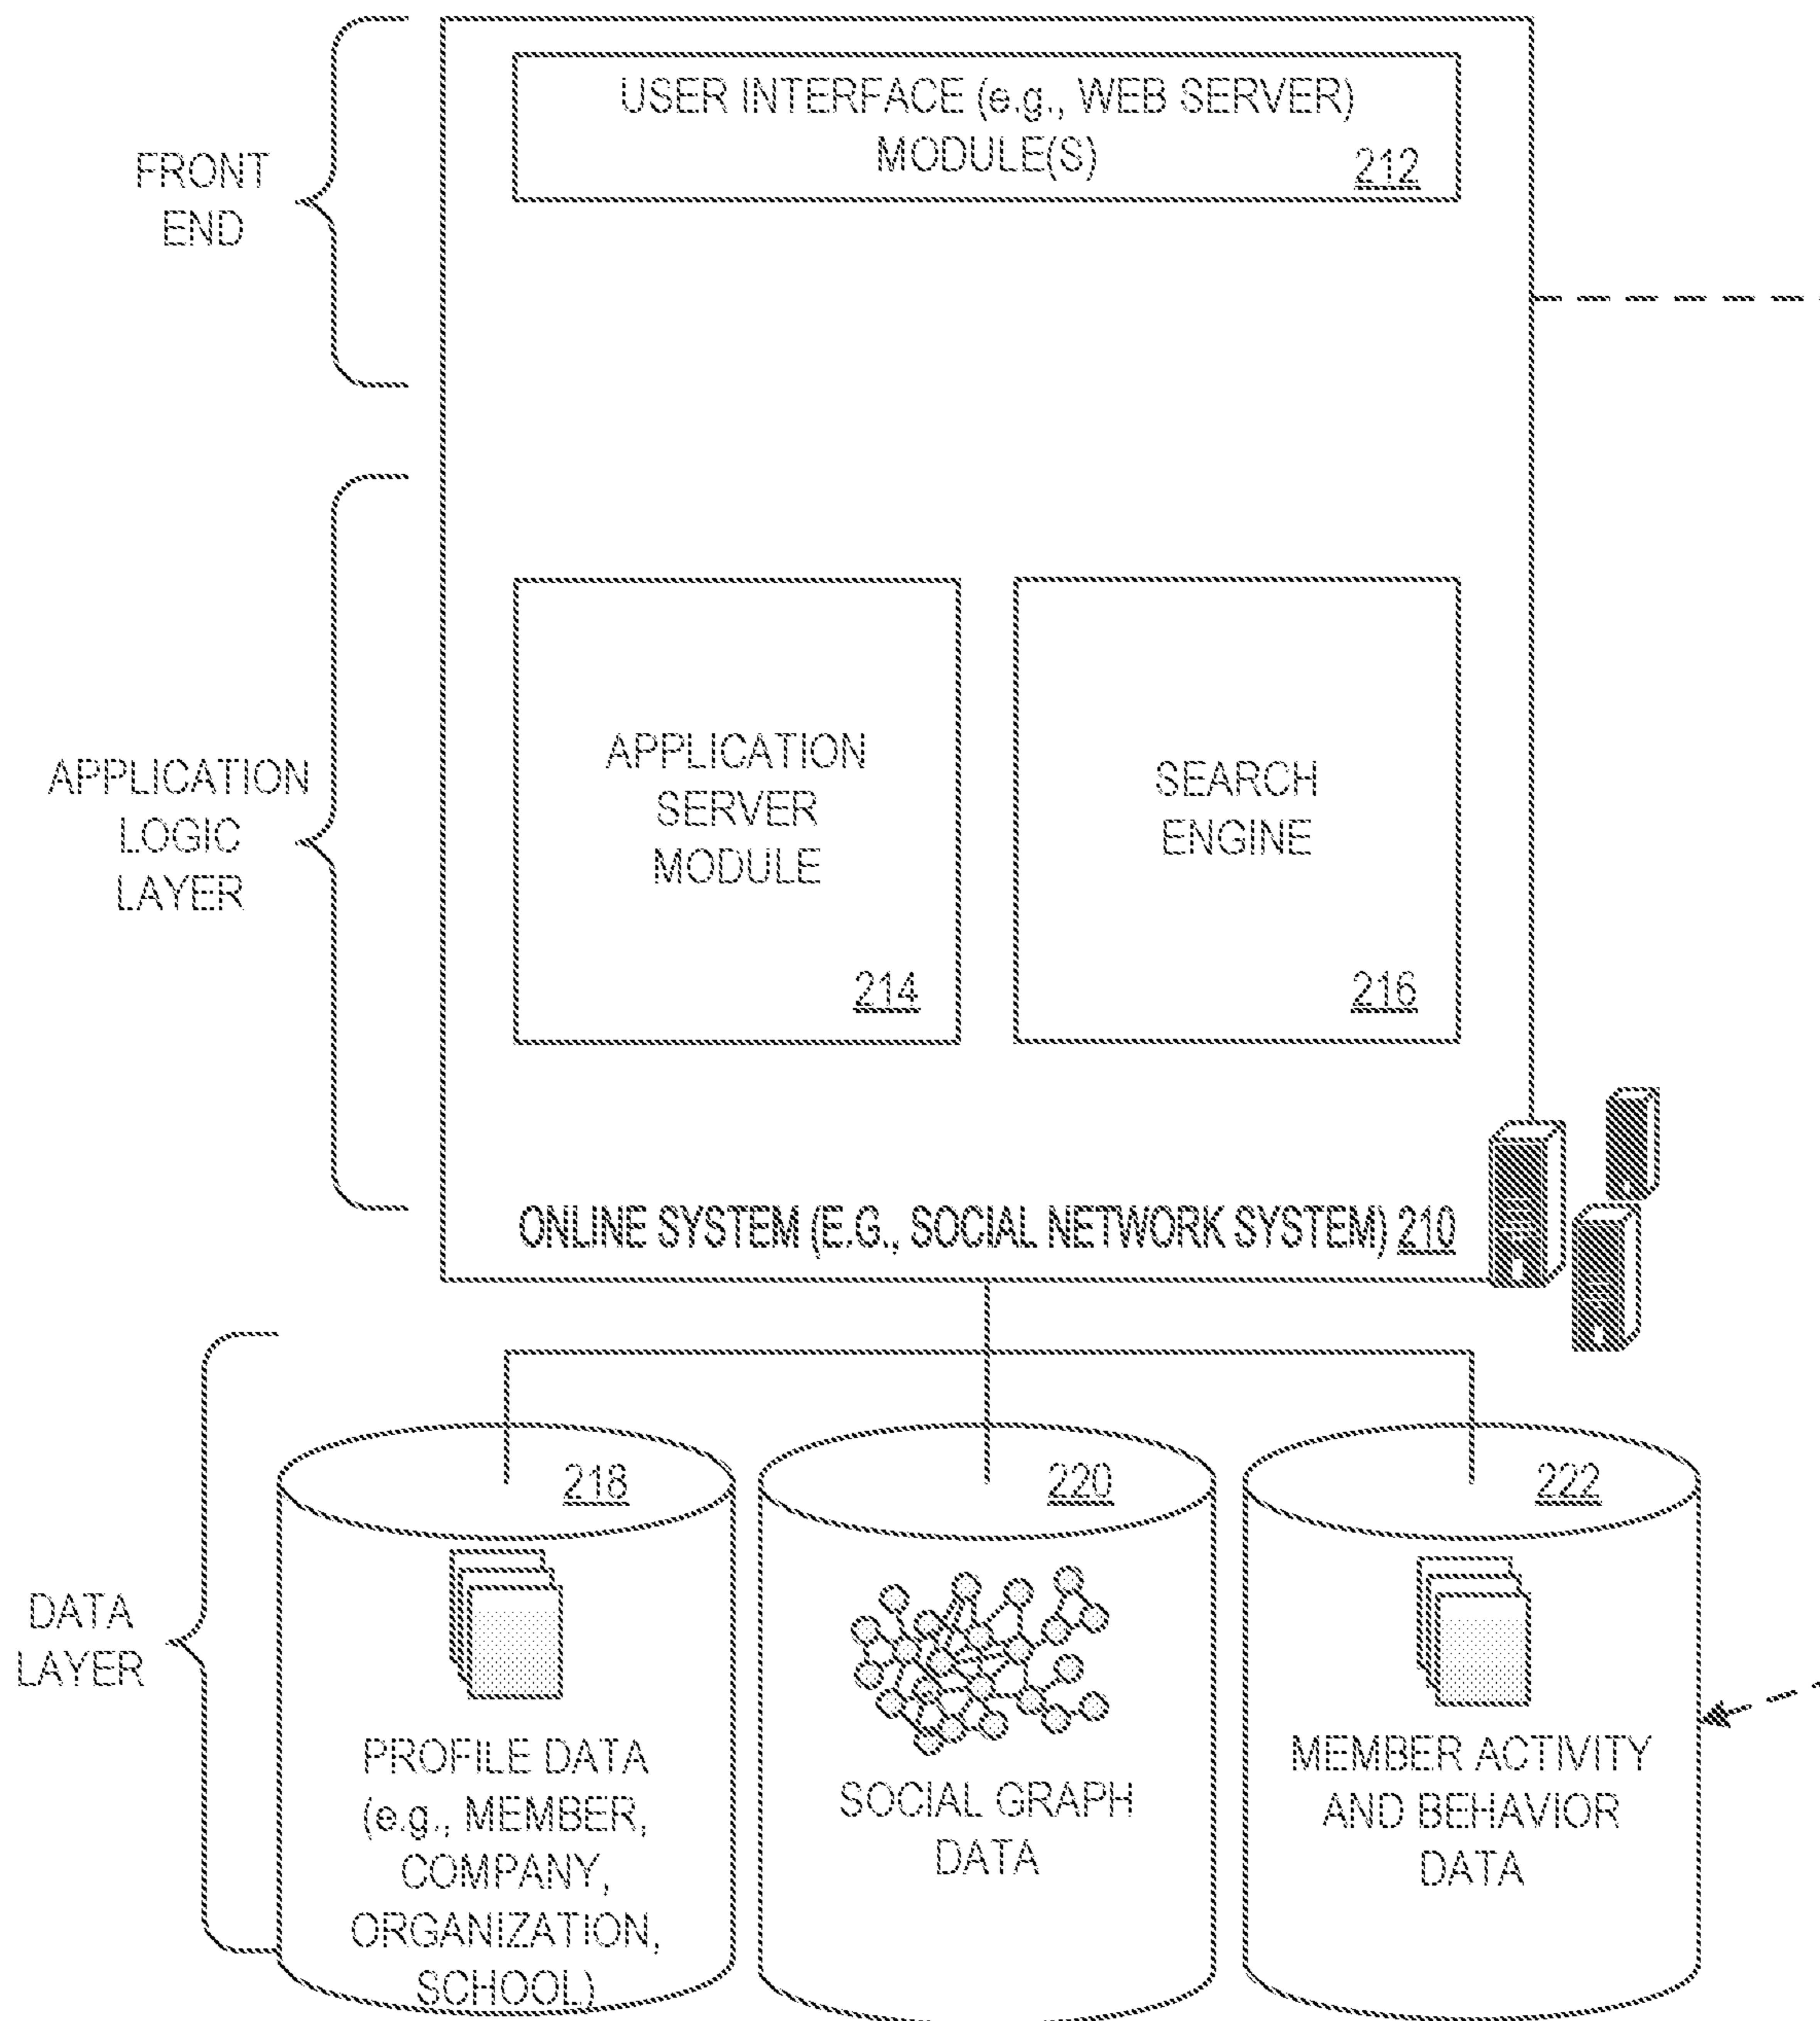 USER INTERFACE (e.g., WEB SERVER)
MODULE(S)
212
FRONT
END
APPLICATION
LOGIC
LAYER
APPLICATION
SERVER
MODULE
214
SEARCH
ENGINE
216
ONLINE SYSTEM (E.G., SOCIAL NETWORK SYSTEM) 210
DATA
LAYER
218
PROFILE DATA
(e.g., MEMBER,
COMPANY,
ORGANIZATION,
SCHOOL)
220
SOCIAL GRAPH
DATA
222
MEMBER ACTIVITY
AND BEHAVIOR
DATA